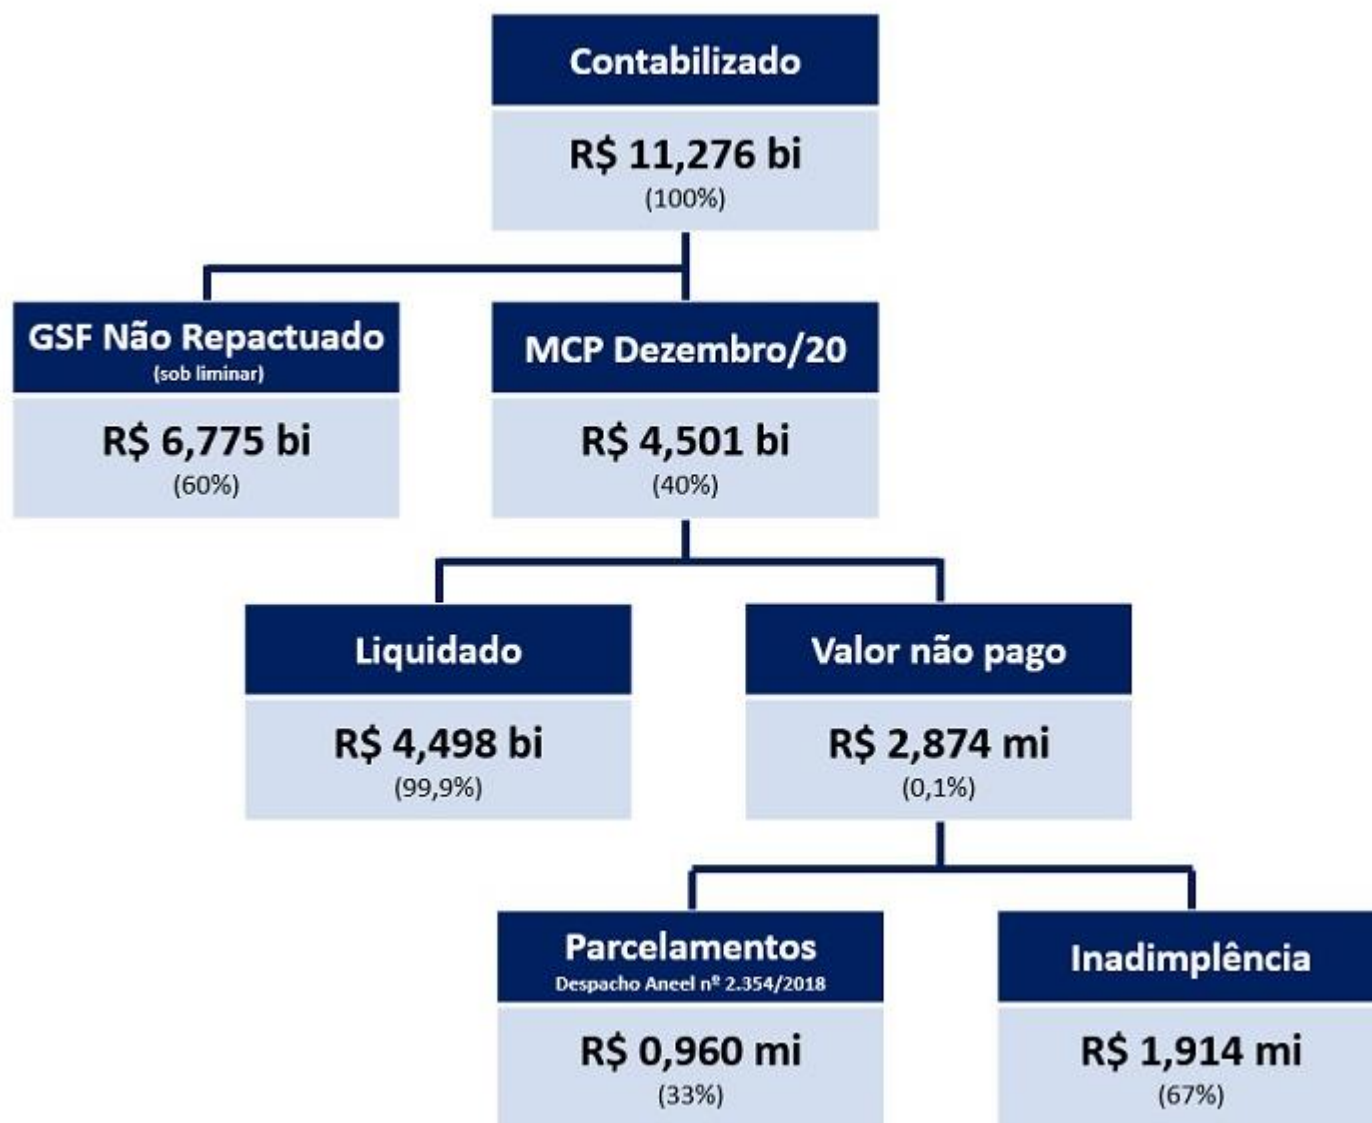 Contabilizado
R$ 11,276 bi
(100%)
GSF Não Repactuado
(sob liminar)
R$ 6,775 bi
(60%)
MCP Dezembro/20
R$ 4,501 bi
(40%)
Liquidado
R$ 4,498 bi
(99,9%)
Valor não pago
R$ 2,874 mi
(0,1%)
Parcelamentos
Despacho Aneel nº 2.354/2018
R$ 0,960 mi
(33%)
Inadimplência
R$ 1,914 mi
(67%)